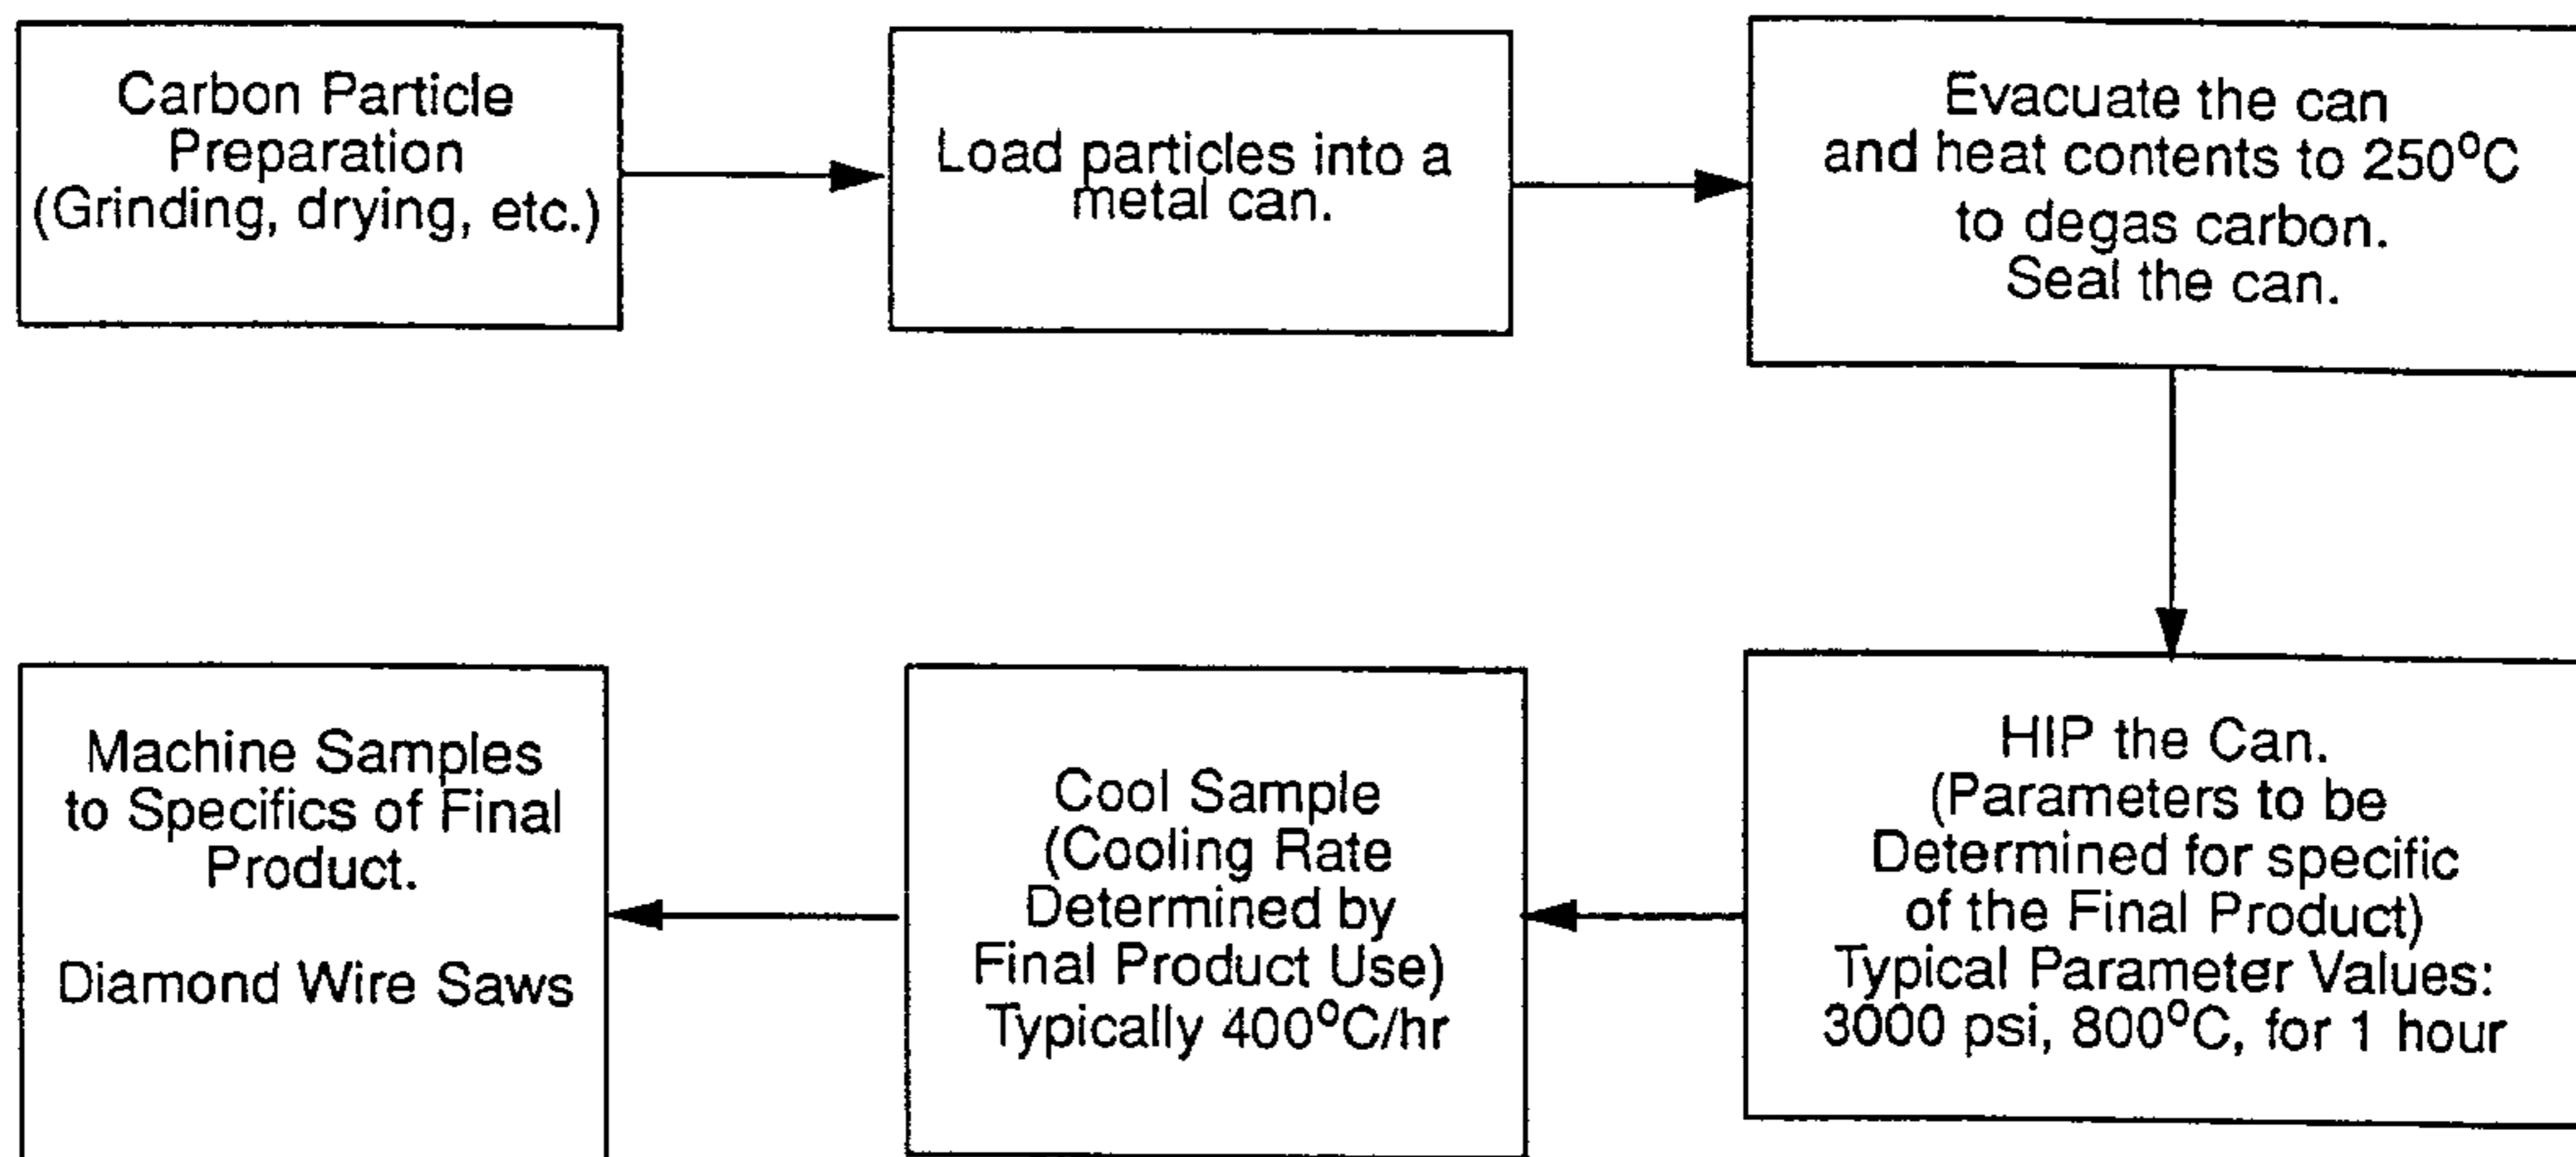 Carbon Particle
Preparation
(Grinding, drying, etc.)
Load particles into a
metal can.
Evacuate the can
and heat contents to 250°C
to degas carbon.
Seal the can.
HIP the Can.
(Parameters to be
Determined for specific
of the Final Product)
Typical Parameter Values:
3000 psi, 800°C, for 1 hour
Cool Sample
(Cooling Rate
Determined by
Final Product Use)
Typically 400°C/hr
Machine Samples
to Specifics of Final
Product.
Diamond Wire Saws